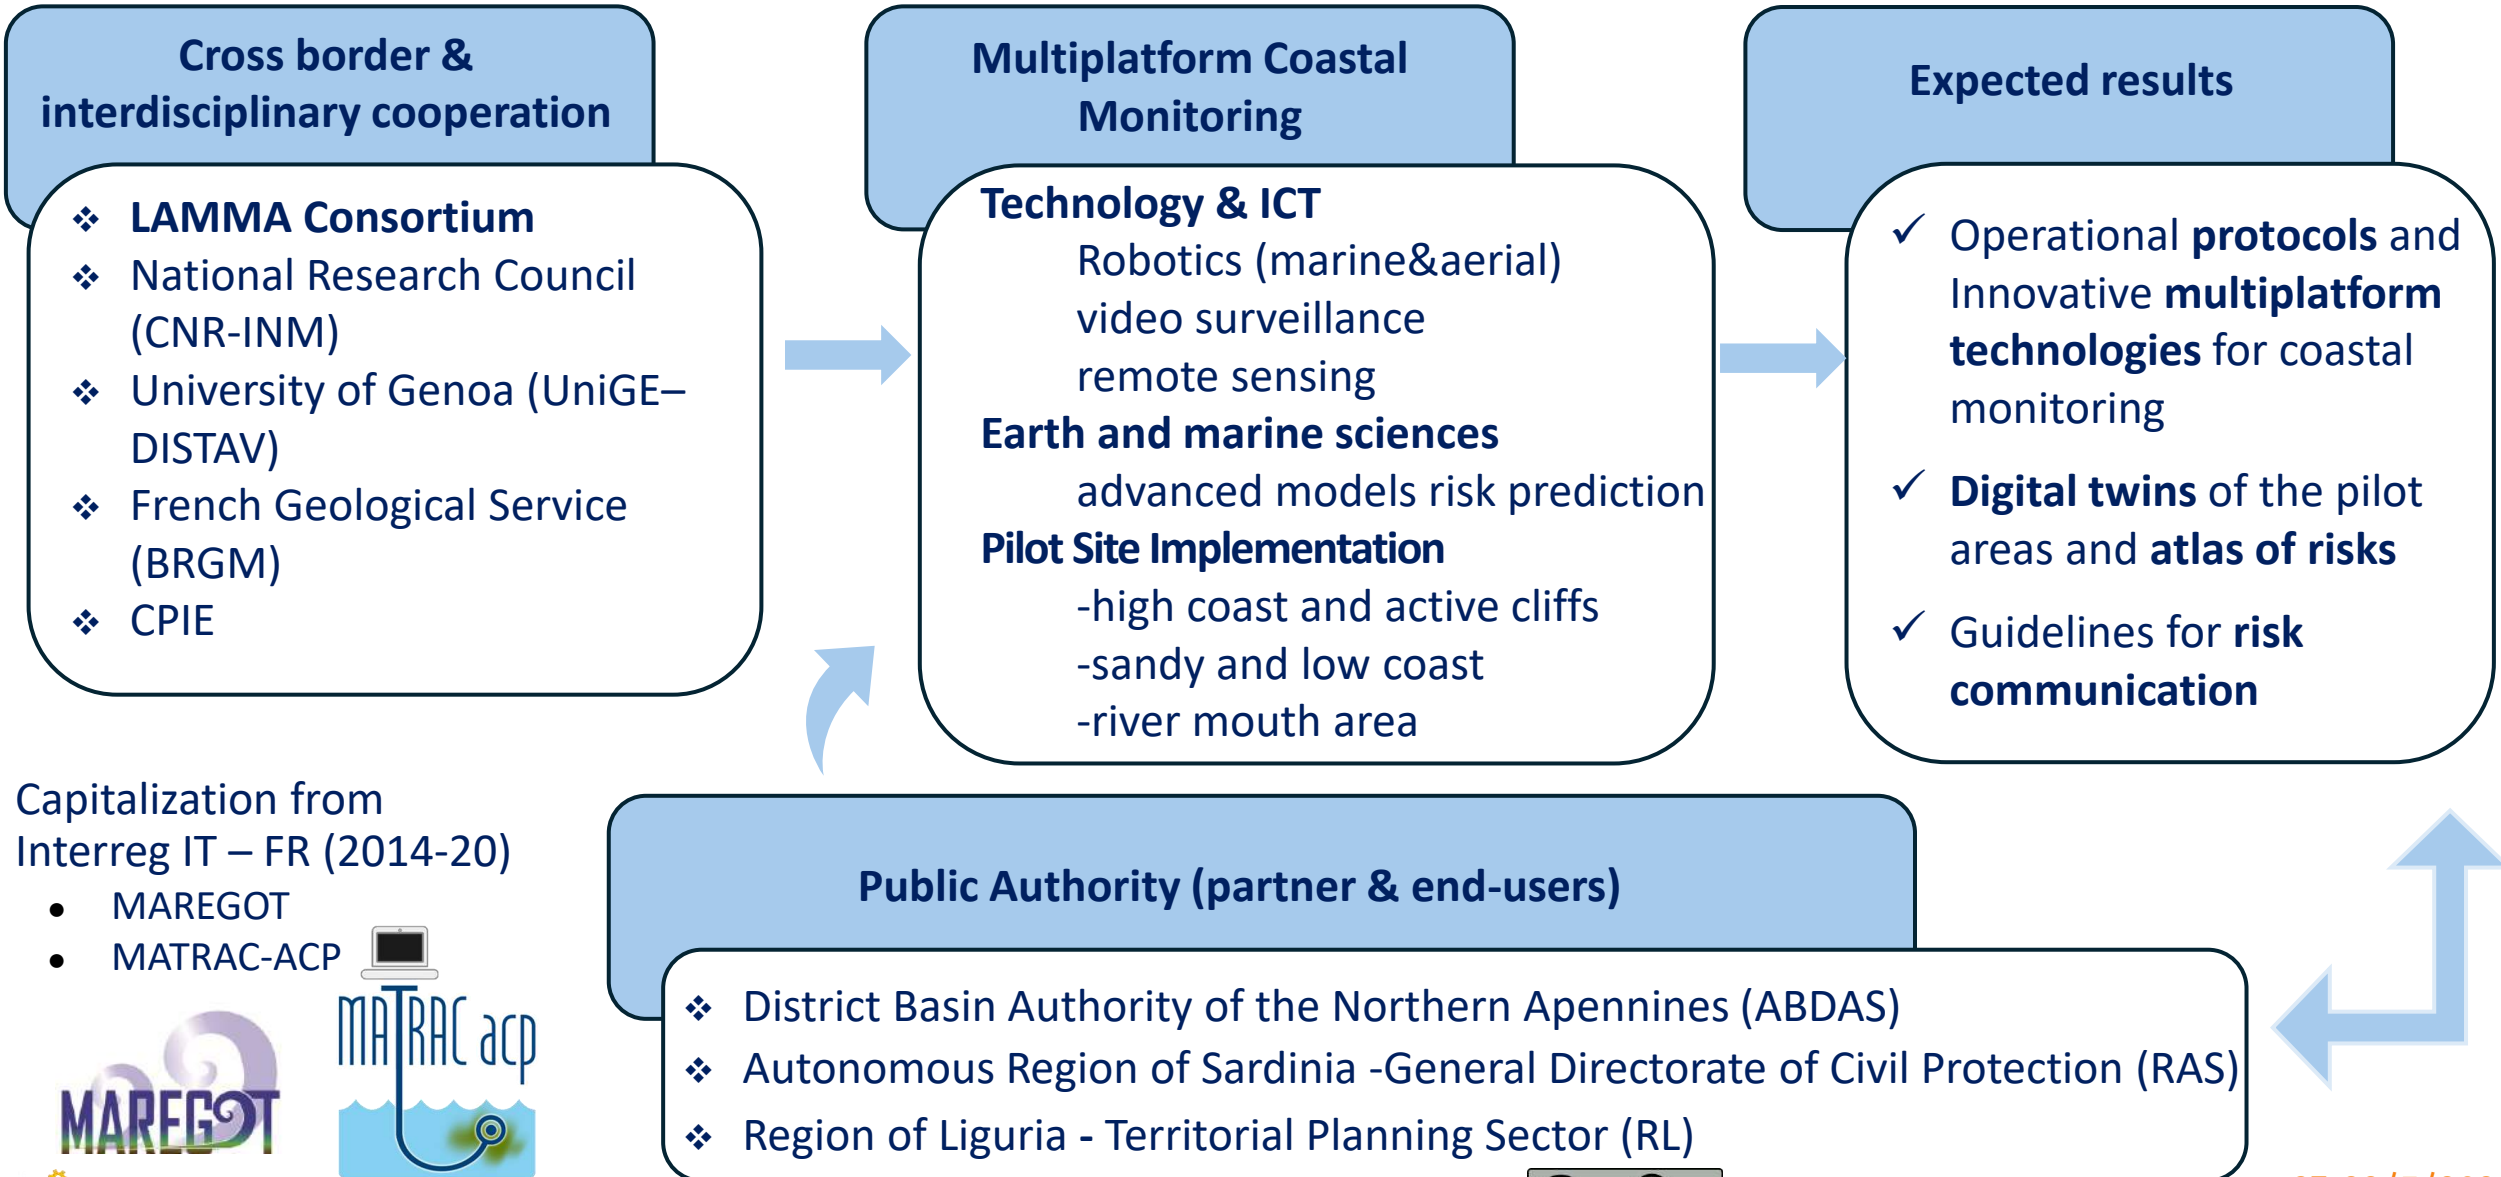 Cross border &
interdisciplinary cooperation
❖ LAMMA Consortium
❖ National Research Council
(CNR-INM)
❖ University of Genoa (UniGE–
DISTAV)
❖ French Geological Service
(BRGM)
❖ CPIE
Multiplatform Coastal
Monitoring
Technology & ICT
Robotics (marine&aerial)
video surveillance
remote sensing
Earth and marine sciences
advanced models risk prediction
Pilot Site Implementation
-high coast and active cliffs
-sandy and low coast
-river mouth area
Expected results
✓ Operational protocols and
Innovative multiplatform
technologies for coastal
monitoring
✓ Digital twins of the pilot
areas and atlas of risks
✓ Guidelines for risk
communication
Capitalization from
Interreg IT – FR (2014-20)
• MAREGOT
• MATRAC-ACP
MAREGOT
MATRAC acp
Public Authority (partner & end-users)
❖ District Basin Authority of the Northern Apennines (ABDAS)
❖ Autonomous Region of Sardinia -General Directorate of Civil Protection (RAS)
❖ Region of Liguria - Territorial Planning Sector (RL)